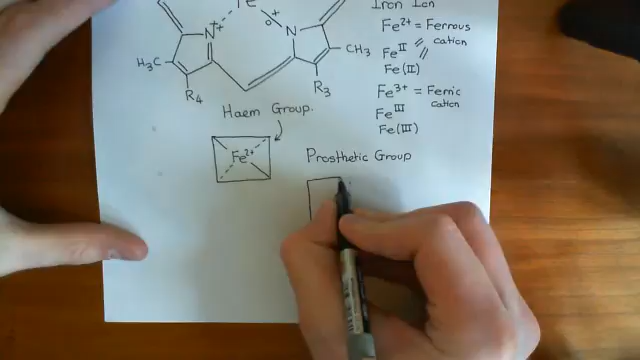 Iron Ion
Fe
N
N
++
+
H₃C
CH₃
R₄
R₃
Fe²⁺ = Ferrous
cation
Feᴵᴵ
Fe(II)
Fe³⁺ = Ferric
cation
Feᴵᴵᴵ
Fe(III)
Haem Group.
Fe²⁺
Prosthetic Group